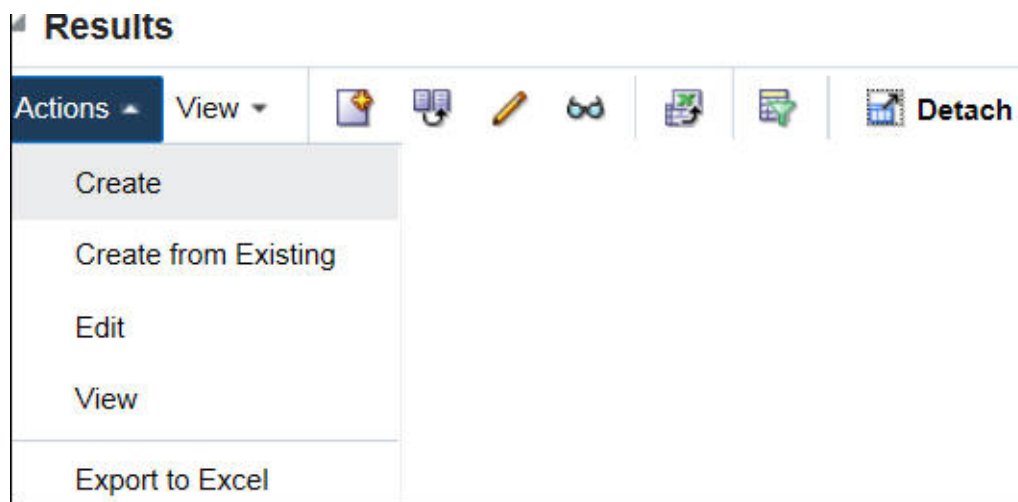 Results
Actions View Detach
Create
Create from Existing
Edit
View
Export to Excel